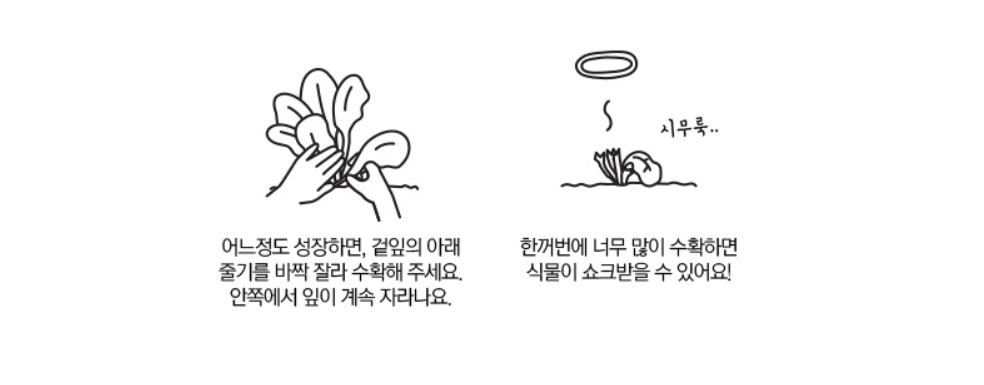 시무룩..
어느정도 성장하면, 겉잎의 아래
줄기를 바짝 잘라 수확해 주세요.
안쪽에서 잎이 계속 자라나요.
한꺼번에 너무 많이 수확하면
식물이 쇼크받을 수 있어요!